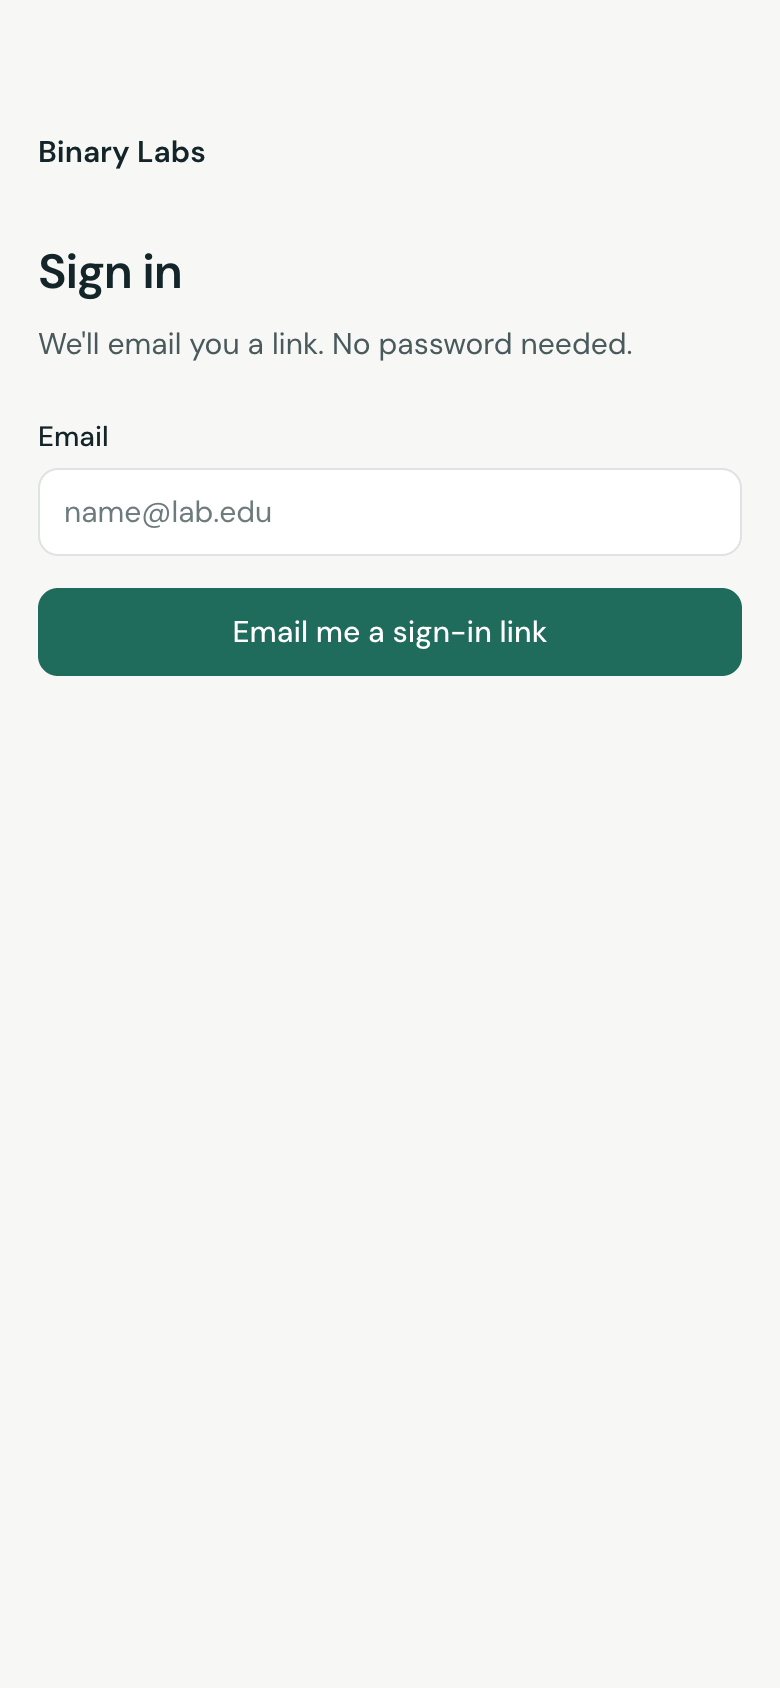 Binary Labs
Sign in
We'll email you a link. No password needed.
Email
name@lab.edu
Email me a sign-in link